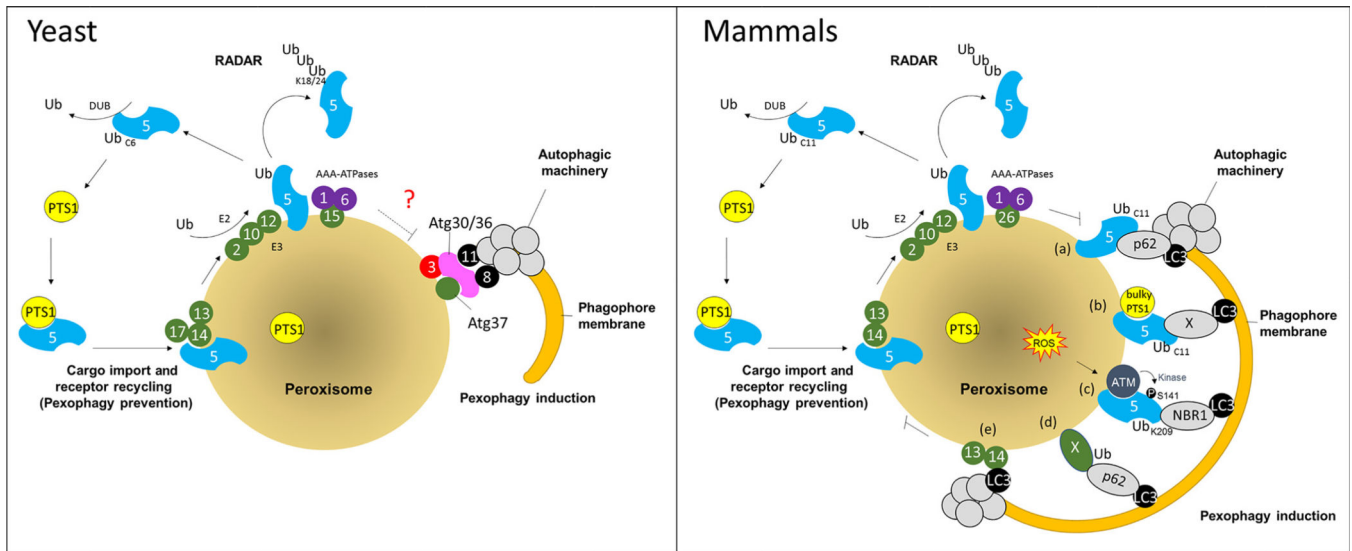 Yeast
RADAR
Ub
Ub
Ub
K18/24
5
Ub
DUB
5
Ub C6
Ub
AAA-ATPases
5
1
6
15
?
Autophagic
machinery
PTS1
Ub
E2
12
10
2
E3
Atg30/36
11
3
8
Atg37
Phagophore
membrane
PTS1
5
13
17
14
5
PTS1
Peroxisome
Cargo import and
receptor recycling
(Pexophagy prevention)
Pexophagy induction
Mammals
RADAR
Ub
Ub
Ub
5
Ub
DUB
5
Ub C11
Ub
AAA-ATPases
5
1
6
26
Autophagic
machinery
PTS1
Ub
E2
12
10
2
E3
Ub C11
(a)
5
p62
LC3
PTS1
5
13
14
5
PTS1
(b)
bulky
PTS1
5
Ub C11
X
LC3
Phagophore
membrane
ROS
Peroxisome
(c)
ATM
Kinase
P S141
5
Ub K209
NBR1
LC3
Cargo import and
receptor recycling
(Pexophagy prevention)
(d)
X
Ub
p62
LC3
(e)
13
14
LC3
Pexophagy induction